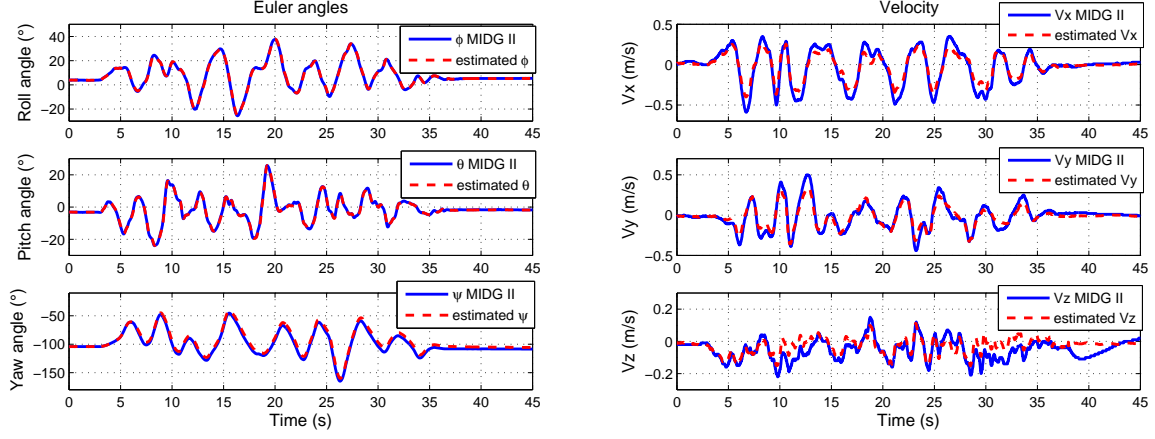 Euler angles
Roll angle (°)
40
20
0
−20
φ MIDG II
estimated φ
0 5 10 15 20 25 30 35 40 45
Pitch angle (°)
20
0
−20
θ MIDG II
estimated θ
0 5 10 15 20 25 30 35 40 45
Yaw angle (°)
−50
−100
−150
ψ MIDG II
estimated ψ
0 5 10 15 20 25 30 35 40 45
Time (s)
Velocity
Vx (m/s)
0.5
0
−0.5
Vx MIDG II
estimated Vx
0 5 10 15 20 25 30 35 40 45
Vy (m/s)
0.5
0
−0.5
Vy MIDG II
estimated Vy
0 5 10 15 20 25 30 35 40 45
Vz (m/s)
0.2
0
−0.2
Vz MIDG II
estimated Vz
0 5 10 15 20 25 30 35 40 45
Time (s)